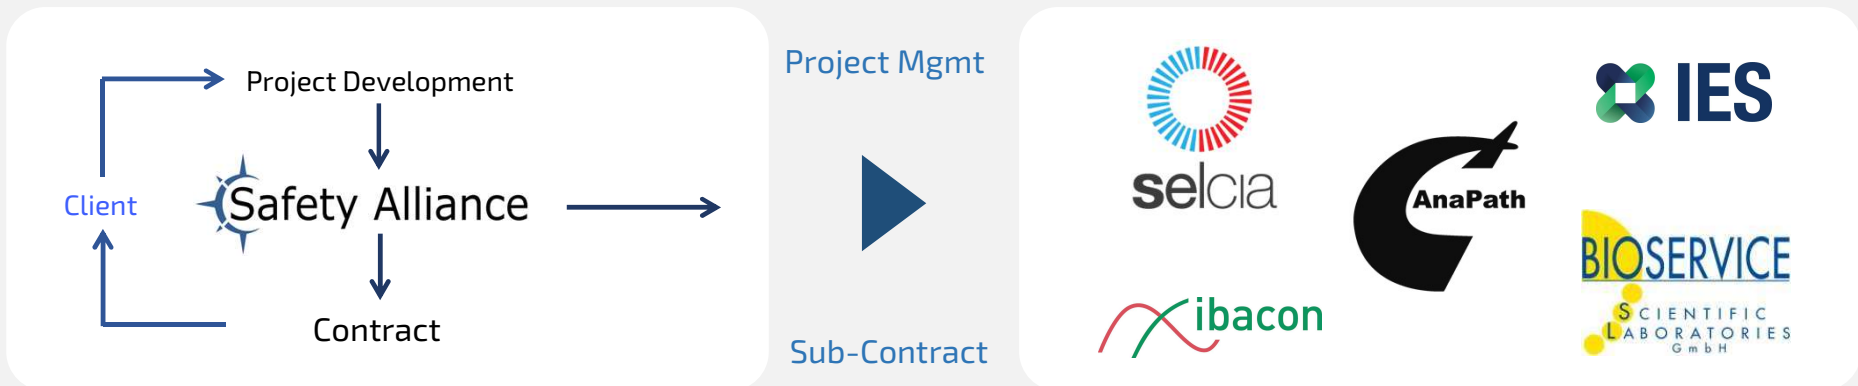 Project Development
Client
Safety Alliance
Contract
Project Mgmt
Sub-Contract
selcia
IES
AnaPath
ibacon
BIOSERVICE
SCIENTIFIC
LABORATORIES
GmbH